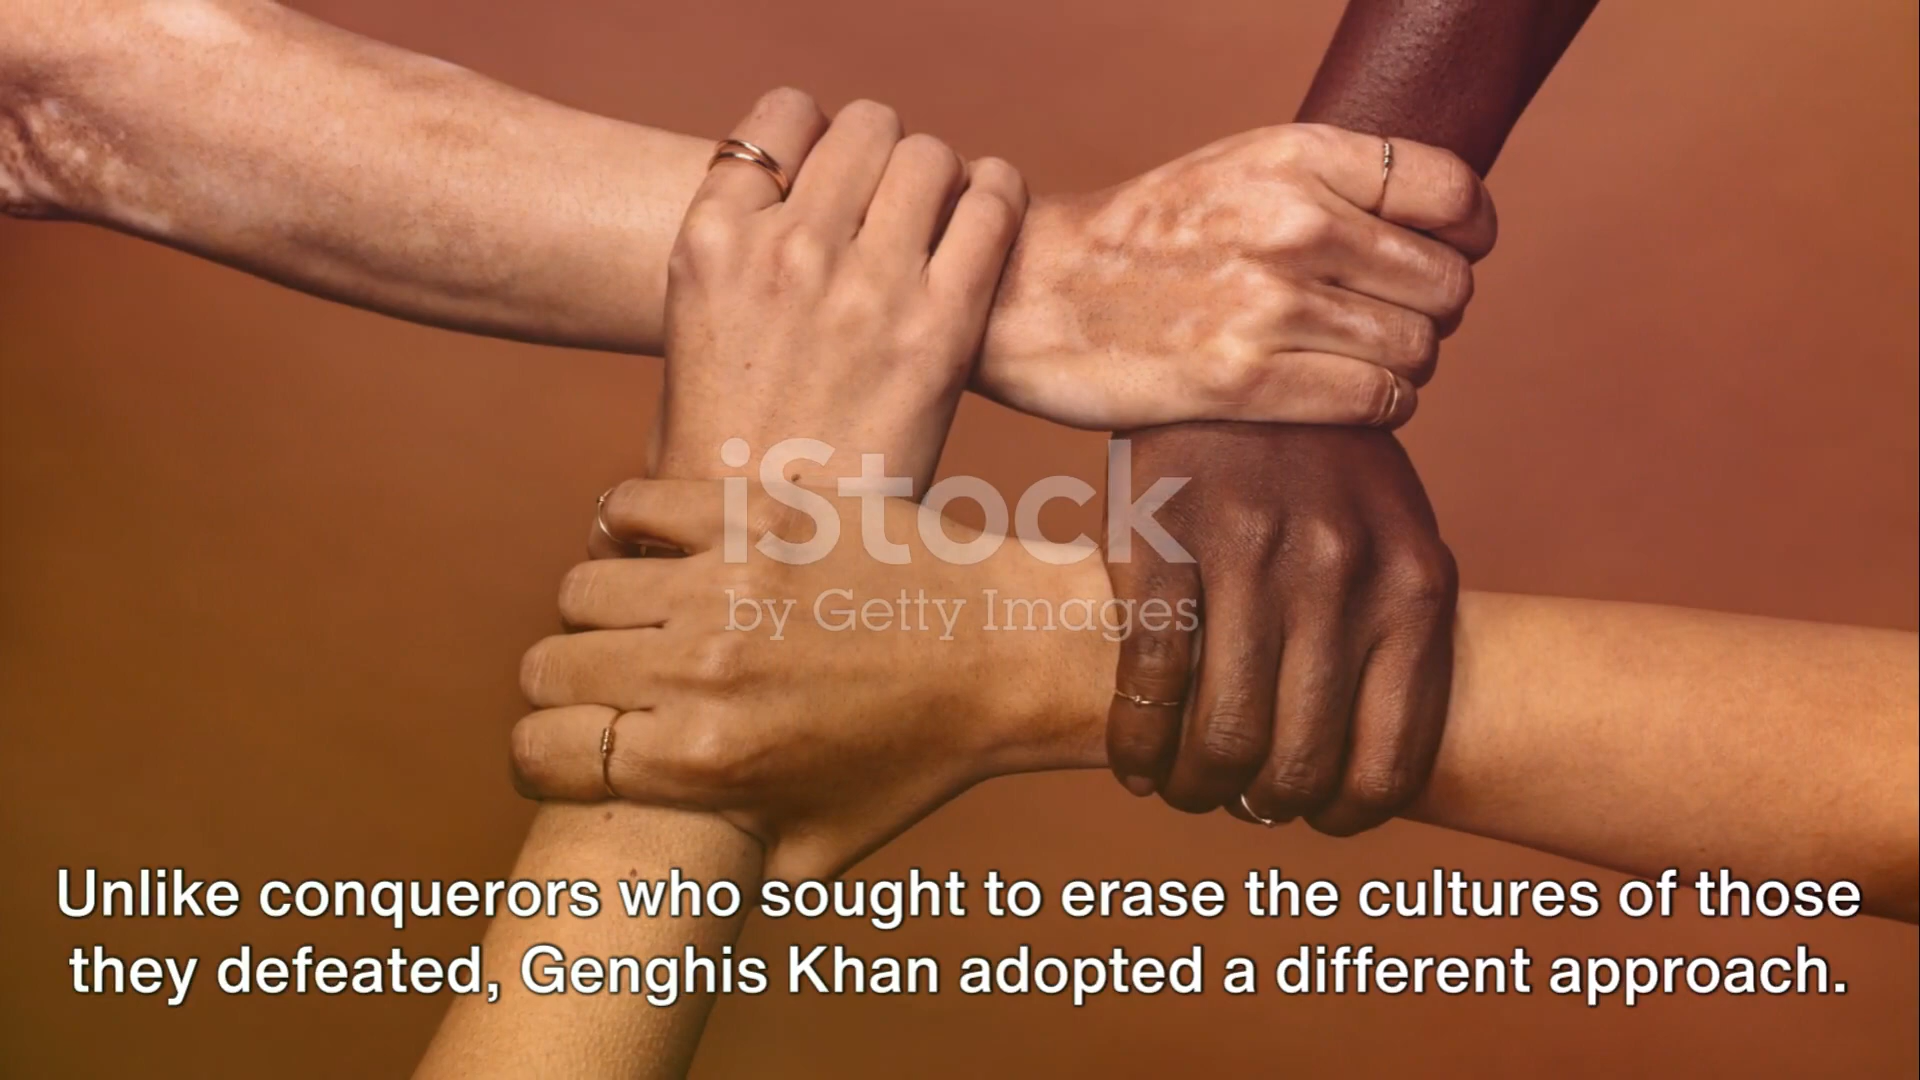 iStock
by Getty Images
Unlike conquerors who sought to erase the cultures of those
they defeated, Genghis Khan adopted a different approach.